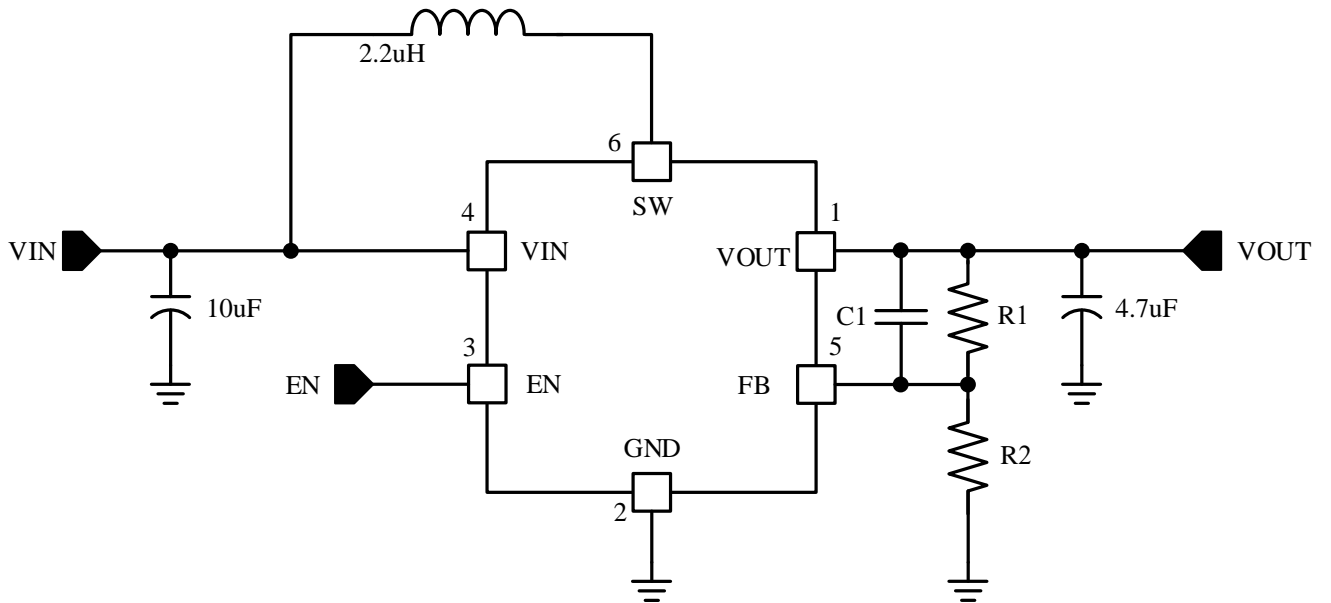 2.2uH
6
SW
4
1
VIN
VIN
VOUT
VOUT
10uF
C1
R1
4.7uF
3
5
EN
EN
FB
GND
R2
2